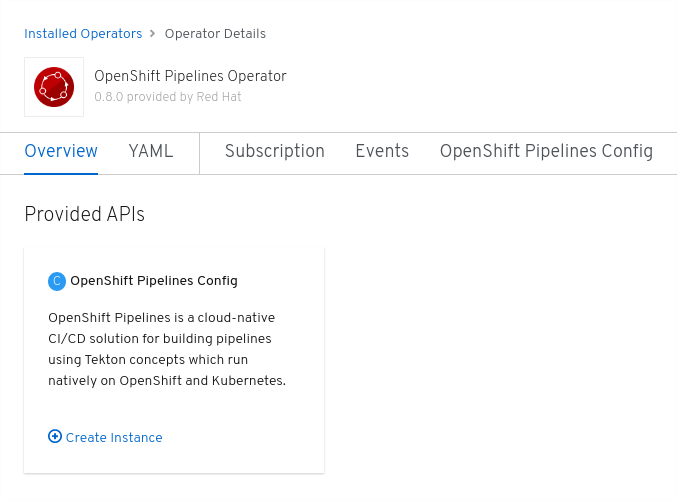 Installed Operators > Operator Details
OpenShift Pipelines Operator
0.8.0 provided by Red Hat
Overview YAML Subscription Events OpenShift Pipelines Config
Provided APIs
C OpenShift Pipelines Config
OpenShift Pipelines is a cloud-native
CI/CD solution for building pipelines
using Tekton concepts which run
natively on OpenShift and Kubernetes.
Create Instance